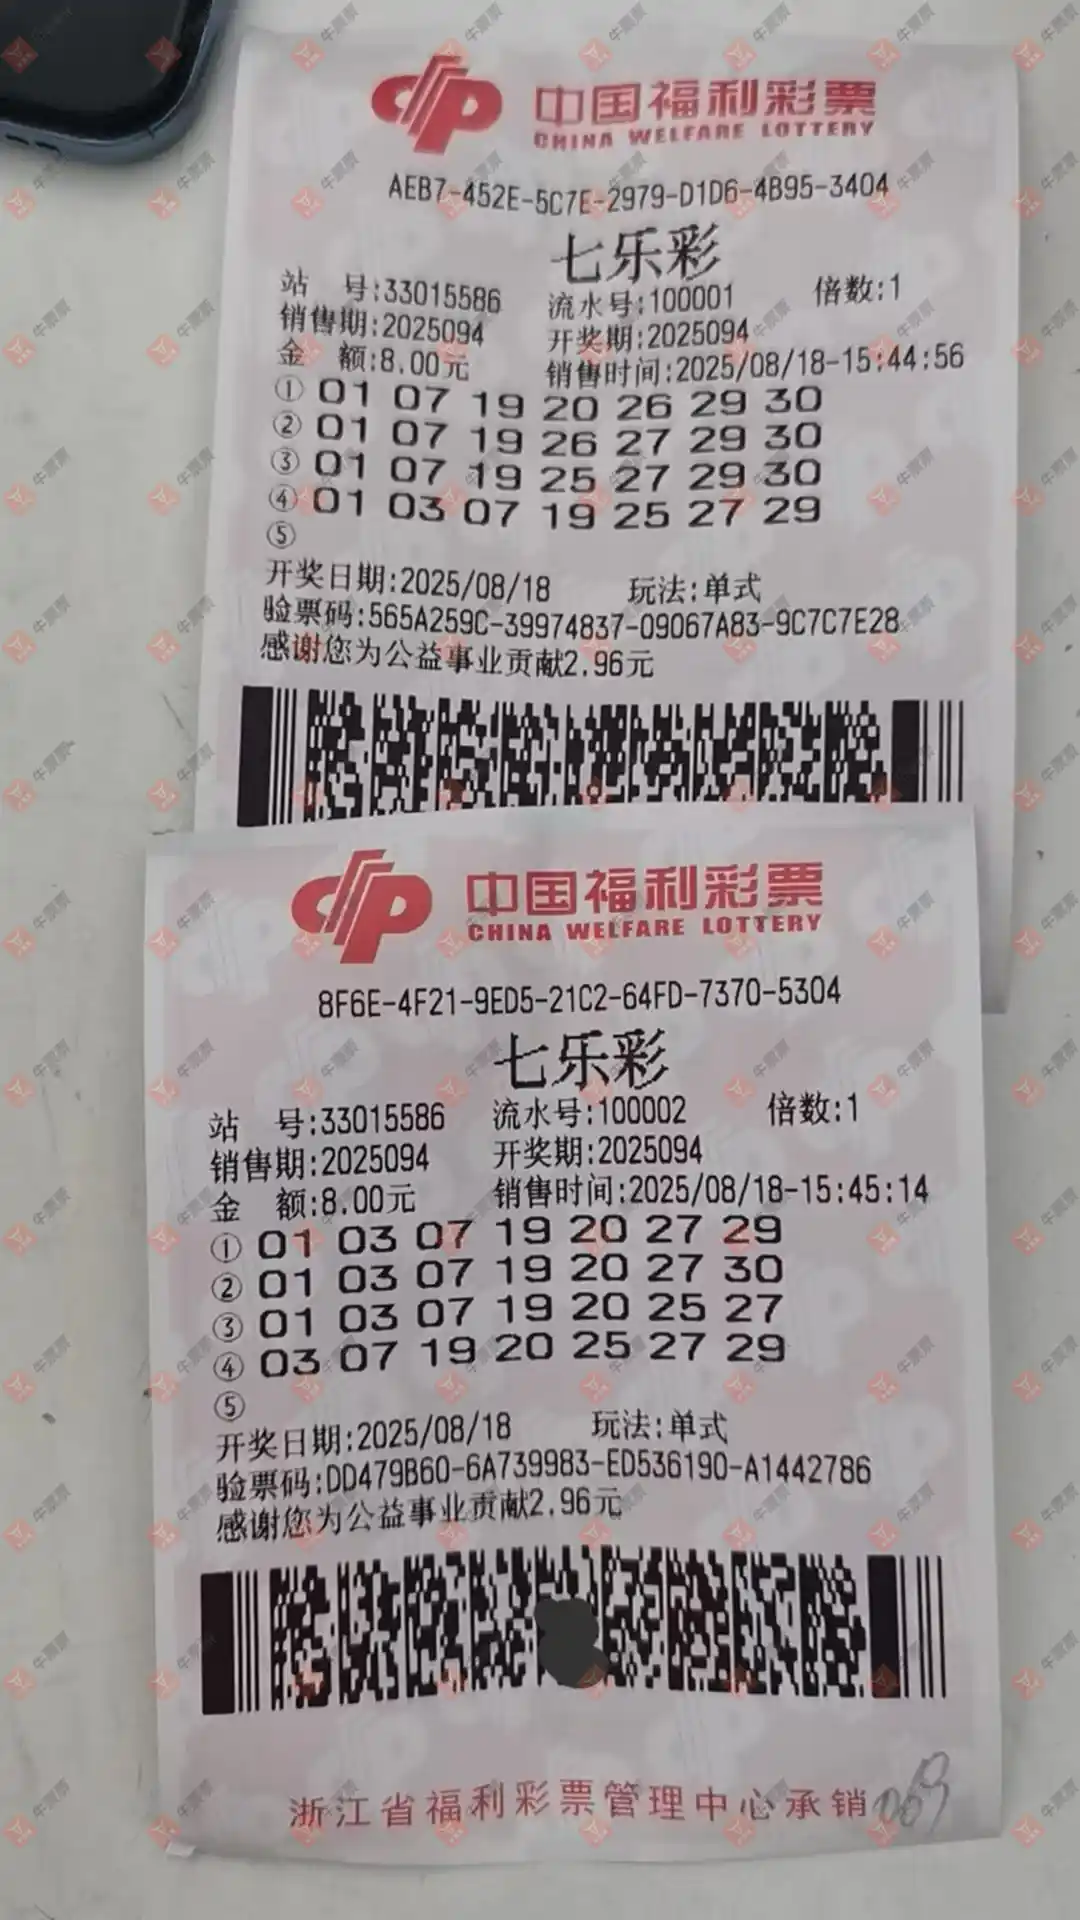 中国福利彩票
CHINA WELFARE LOTTERY
AEB7-452E-5C7E-2979-D1D6-4B95-3404
七乐彩
站 号:33015586 流水号:100001 倍数:1
销售期:2025094 开奖期:2025094
金 额:8.00元 销售时间:2025/08/18-15:44:56
① 01 07 19 20 26 29 30
② 01 07 19 26 27 29 30
③ 01 07 19 25 27 29 30
④ 01 03 07 19 25 27 29
⑤
开奖日期:2025/08/18 玩法:单式
验票码:565A259C-39974837-09067A83-9C7C7E28
感谢您为公益事业贡献2.96元
中国福利彩票
CHINA WELFARE LOTTERY
8F6E-4F21-9ED5-21C2-64FD-7370-5304
七乐彩
站 号:33015586 流水号:100002 倍数:1
销售期:2025094 开奖期:2025094
金 额:8.00元 销售时间:2025/08/18-15:45:14
① 01 03 07 19 20 27 29
② 01 03 07 19 20 27 30
③ 01 03 07 19 20 25 27
④ 03 07 19 20 25 27 29
⑤
开奖日期:2025/08/18 玩法:单式
验票码:DD479B60-6A739983-ED536190-A1442786
感谢您为公益事业贡献2.96元
浙江省福利彩票管理中心承销
牛票票